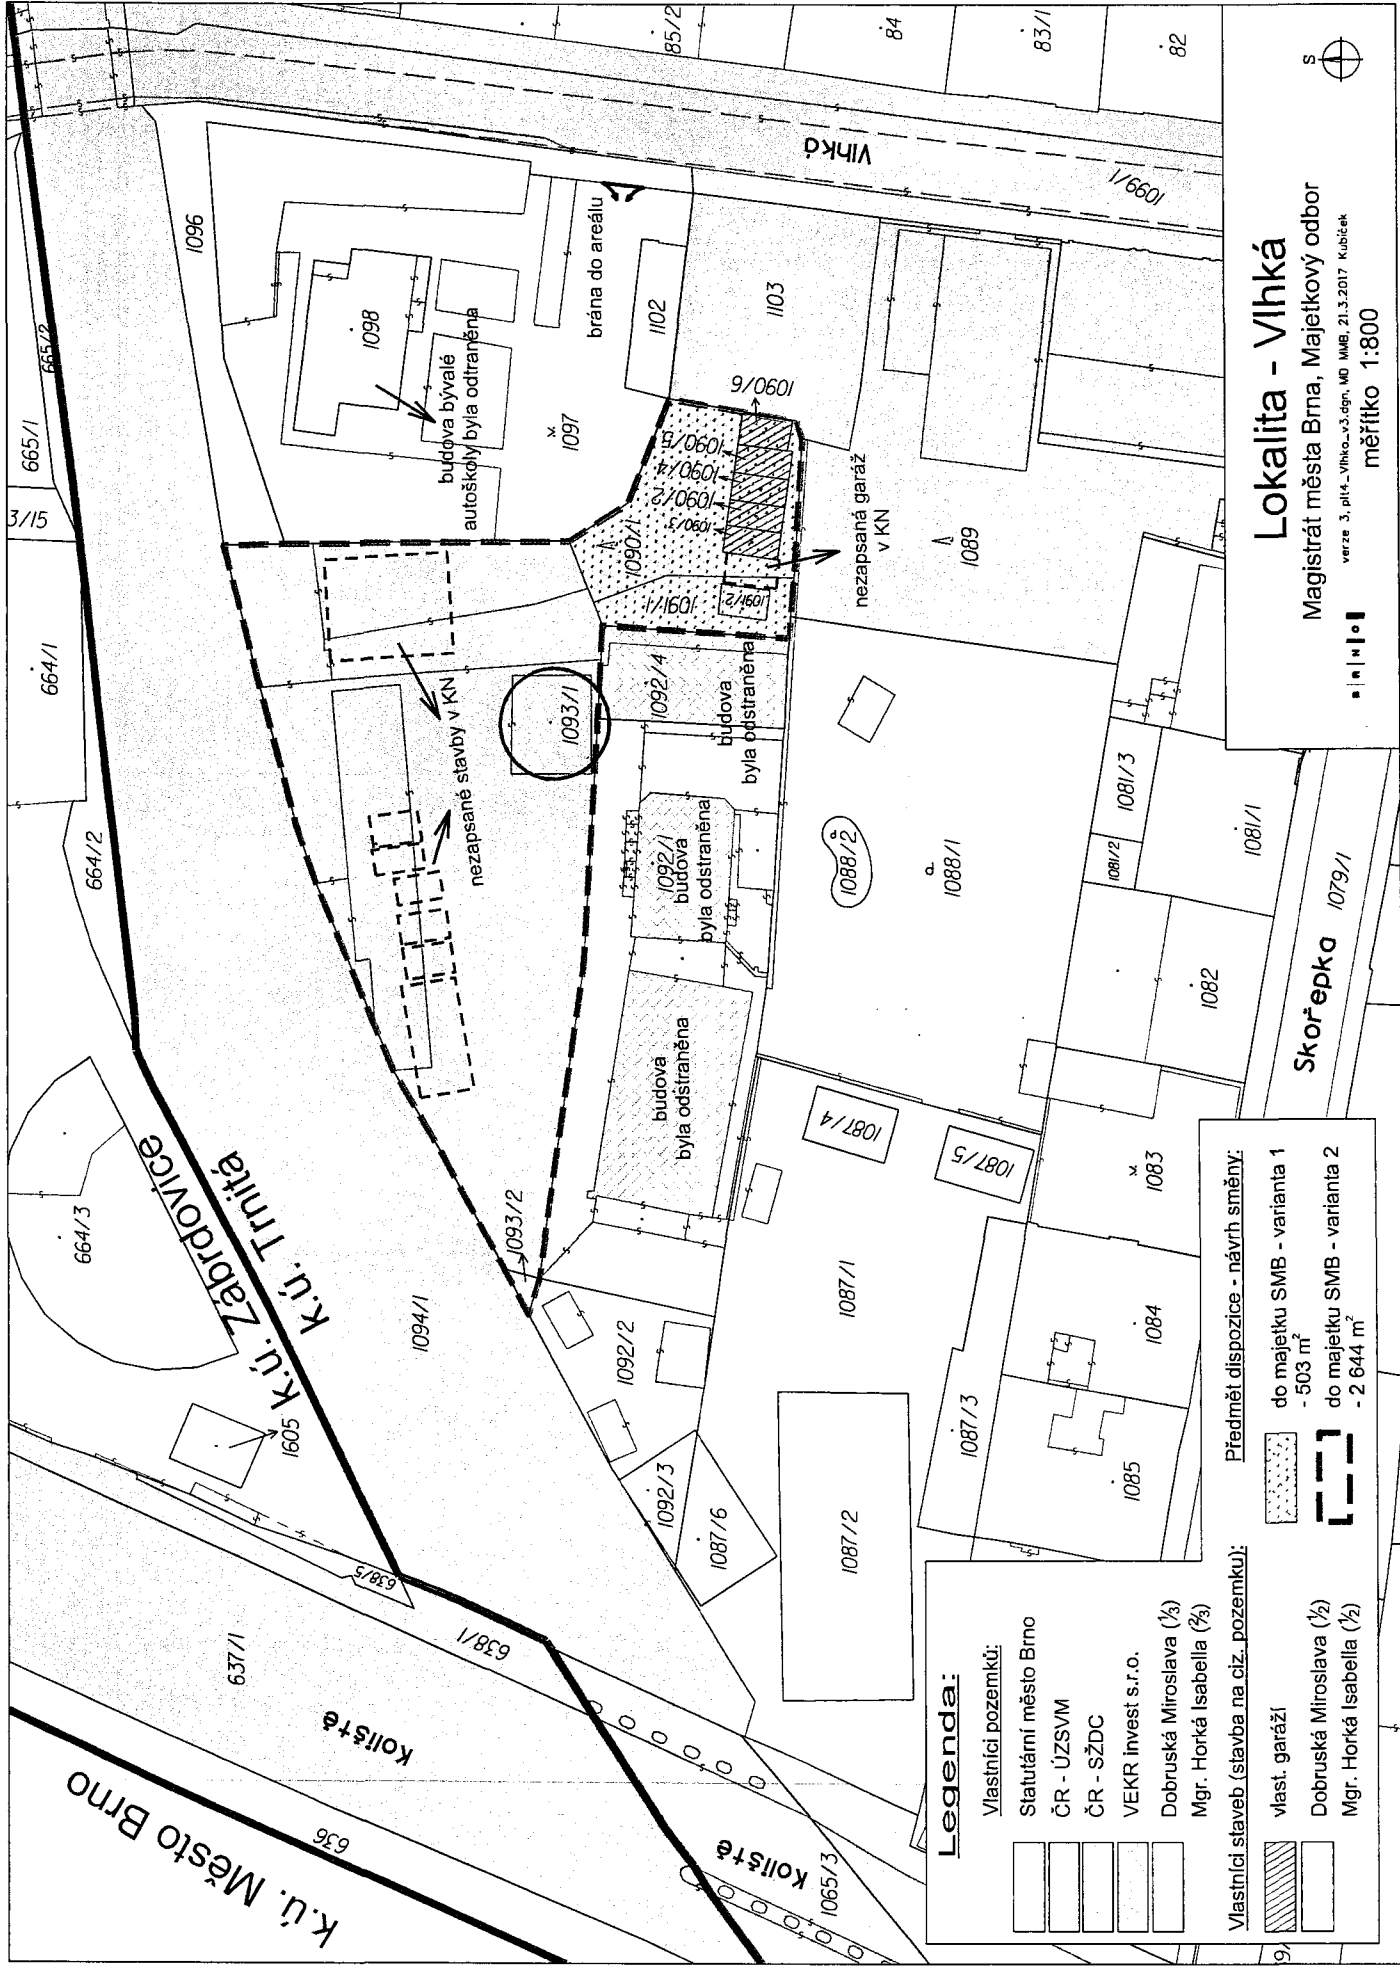 Lokalita - Vlhká
Magistrát města Brna, Majetkový odbor
verze 3, příl4_Vlhka_v3.dgn, MO MMB, 21.3.2017 Kubíček
měřítko 1:800
B | R | N | O
S
Legenda:
Vlastníci pozemků:
Statutární město Brno
ČR - ÚZSVM
ČR - SŽDC
VEKR invest s.r.o.
Dobruská Miroslava (⅓)
Mgr. Horká Isabella (⅔)
Vlastníci staveb (stavba na ciz. pozemku):
vlast. garáží
Dobruská Miroslava (½)
Mgr. Horká Isabella (½)
Předmět dispozice - návrh směny:
do majetku SMB - varianta 1
- 503 m²
do majetku SMB - varianta 2
- 2 644 m²
k.ú. Město Brno
k.ú. Zábrdovice
k.ú. Trnitá
Koliště
Koliště
Vlhká
Skořepka
636
637/1
638/1
638/5
1605
664/3
664/2
664/1
3/15
665/1
665/2
1096
1098
budova bývalé
autoškoly byla odtraněna
1097
brána do areálu
1102
1103
85/2
84
83/1
82
1099/1
1094/1
nezapsané stavby v KN
1093/1
1093/2
1090/1
1090/3
1090/2
1090/4
1090/5
1090/6
1091/1
1091/2
nezapsaná garáž
v KN
1089
1092/4
budova
byla odstraněna
1092/1
budova
byla odstraněna
budova
byla odstraněna
1092/2
1092/3
1088/2
1088/1
1087/6
1087/2
1087/1
1087/4
1087/5
1087/3
1085
1084
1083
1082
1081/1
1081/2
1081/3
1079/1
1065/3